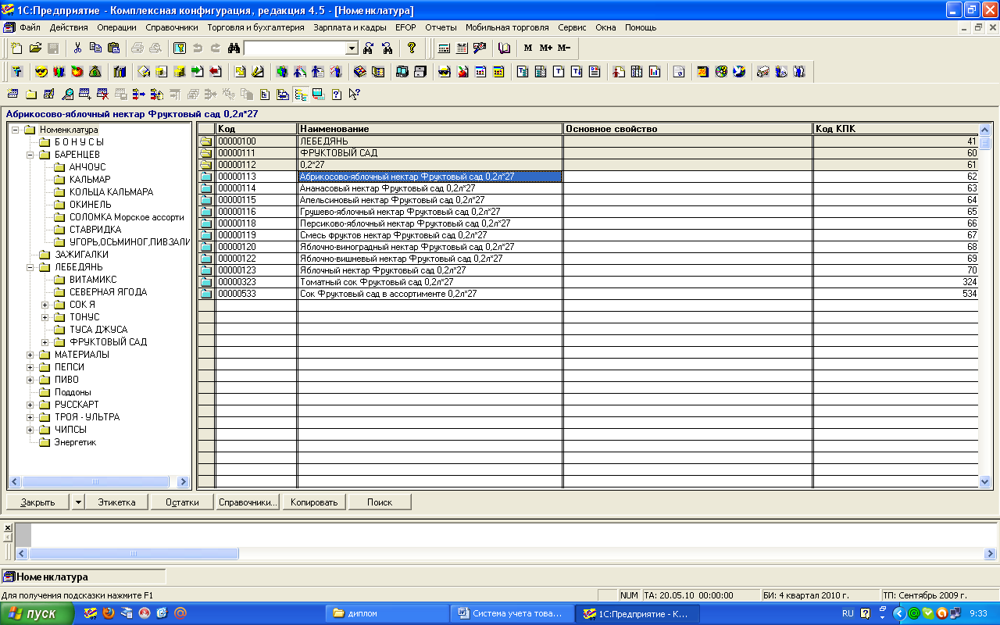 1С:Предприятие - Комплексная конфигурация, редакция 4.5 - [Номенклатура]
Файл Действия Операции Справочники Торговля и бухгалтерия Зарплата и кадры EFOP Отчеты Мобильная торговля Сервис Окна Помощь
M M+ M-
Абрикосово-яблочный нектар Фруктовый сад 0,2л*27
Номенклатура
Б О Н У С Ы
БАРЕНЦЕВ
АНЧОУС
КАЛЬМАР
КОЛЬЦА КАЛЬМАРА
ОКИНЕЛЬ
СОЛОМКА Морское ассорти
СТАВРИДКА
УГОРЬ,ОСЬМИНОГ,ПИВЗАЛИ
ЗАЖИГАЛКИ
ЛЕБЕДЯНЬ
ВИТАМИКС
СЕВЕРНАЯ ЯГОДА
СОК Я
ТОНУС
ТУСА ДЖУСА
ФРУКТОВЫЙ САД
МАТЕРИАЛЫ
ПЕПСИ
ПИВО
Поддоны
РУССКАРТ
ТРОЯ - УЛЬТРА
ЧИПСЫ
Энергетик
Код Наименование Основное свойство Код КПК
00000100 ЛЕБЕДЯНЬ 41
00000111 ФРУКТОВЫЙ САД 60
00000112 0,2*27 61
00000113 Абрикосово-яблочный нектар Фруктовый сад 0,2л*27 62
00000114 Ананасовый нектар Фруктовый сад 0,2л*27 63
00000115 Апельсиновый нектар Фруктовый сад 0,2л*27 64
00000116 Грушево-яблочный нектар Фруктовый сад 0,2л*27 65
00000118 Персиково-яблочный нектар Фруктовый сад 0,2л*27 66
00000119 Смесь фруктов нектар Фруктовый сад 0,2л*27 67
00000120 Яблочно-виноградный нектар Фруктовый сад 0,2л*27 68
00000122 Яблочно-вишневый нектар Фруктовый сад 0,2л*27 69
00000123 Яблочный нектар Фруктовый сад 0,2л*27 70
00000323 Томатный сок Фруктовый сад 0,2л*27 324
00000533 Сок Фруктовый сад в ассортименте 0,2л*27 534
Закрыть Этикетка Остатки Справочники... Копировать Поиск
Номенклатура
Для получения подсказки нажмите F1 NUM ТА: 20.05.10 00:00:00 БИ: 4 квартал 2010 г. ТП: Сентябрь 2009 г.
пуск диплом Система учета това... 1С:Предприятие - К... RU 9:33